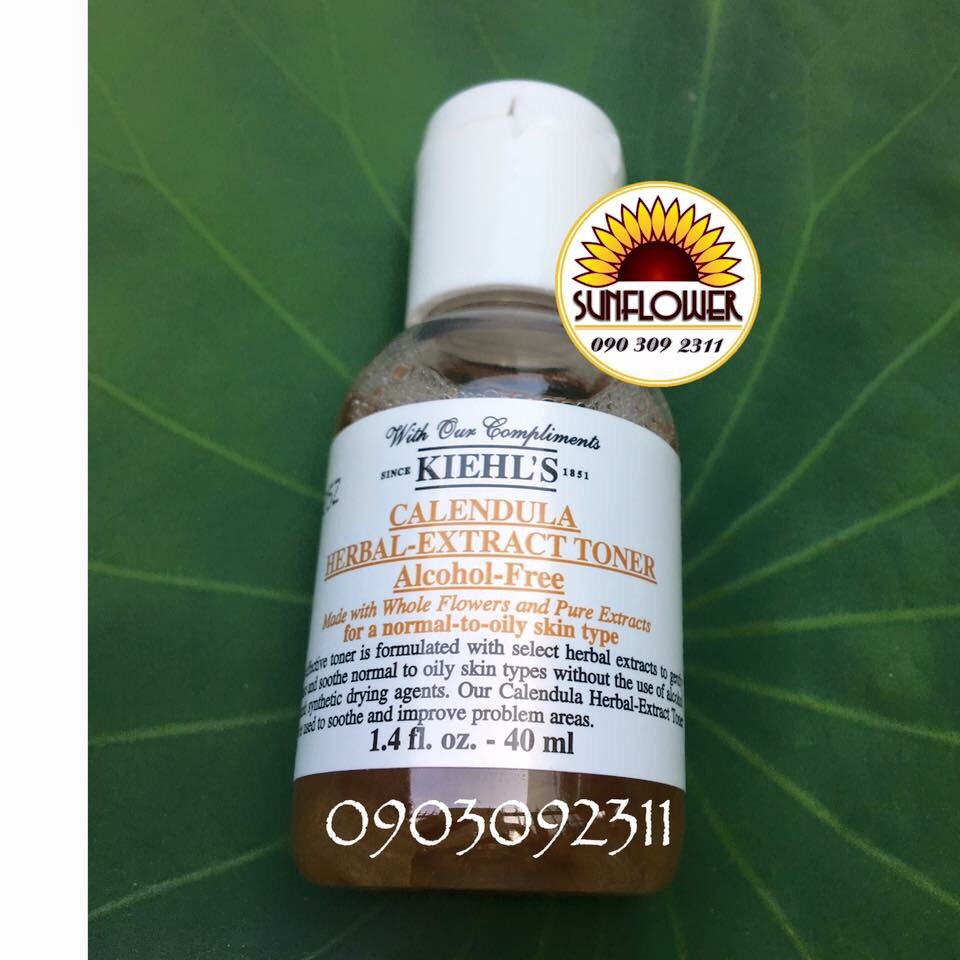 SUNFLOWER
090 309 2311
With Our Compliments
SINCE KIEHL'S 1851
CALENDULA
HERBAL-EXTRACT TONER
Alcohol-Free
Made with Whole Flowers and Pure Extracts
for a normal-to-oily skin type
toner is formulated with select herbal extracts to
and soothe normal to oily skin types without the use of
synthetic drying agents. Our Calendula Herbal-Extract Toner
used to soothe and improve problem areas.
1.4 fl. oz. - 40 ml
0903092311